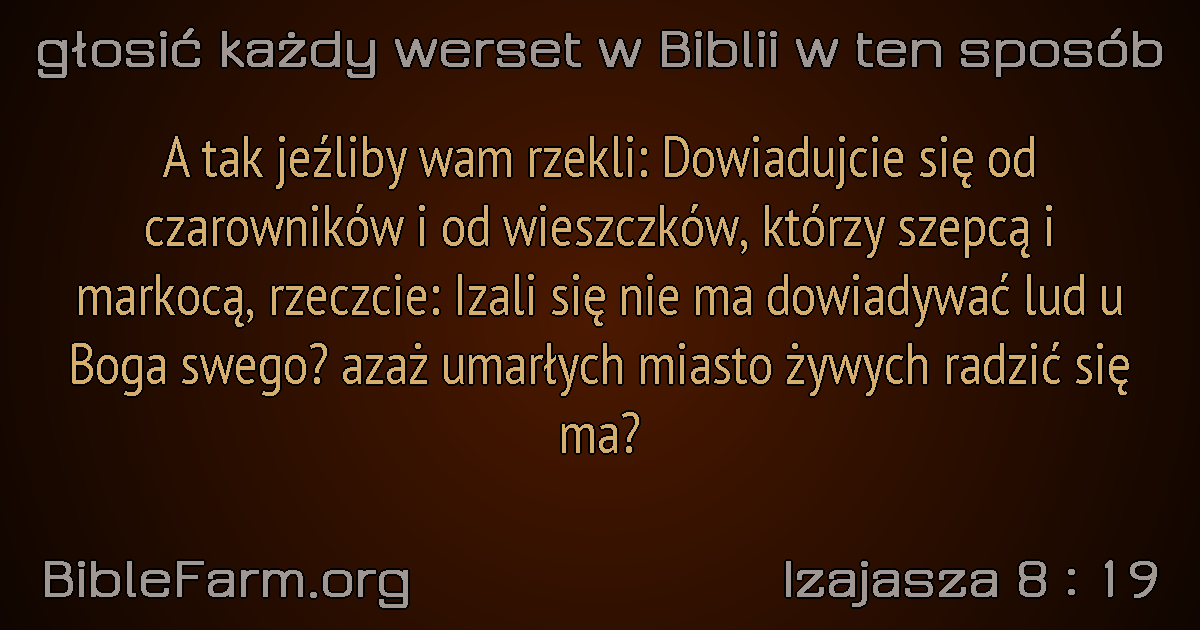 głosić każdy werset w Biblii w ten sposób
A tak jeźliby wam rzekli: Dowiadujcie się od
czarowników i od wieszczków, którzy szepcą i
markocą, rzeczcie: Izali się nie ma dowiadywać lud u
Boga swego? azaż umarłych miasto żywych radzić się
ma?
BibleFarm.org
Izajasza 8 : 19